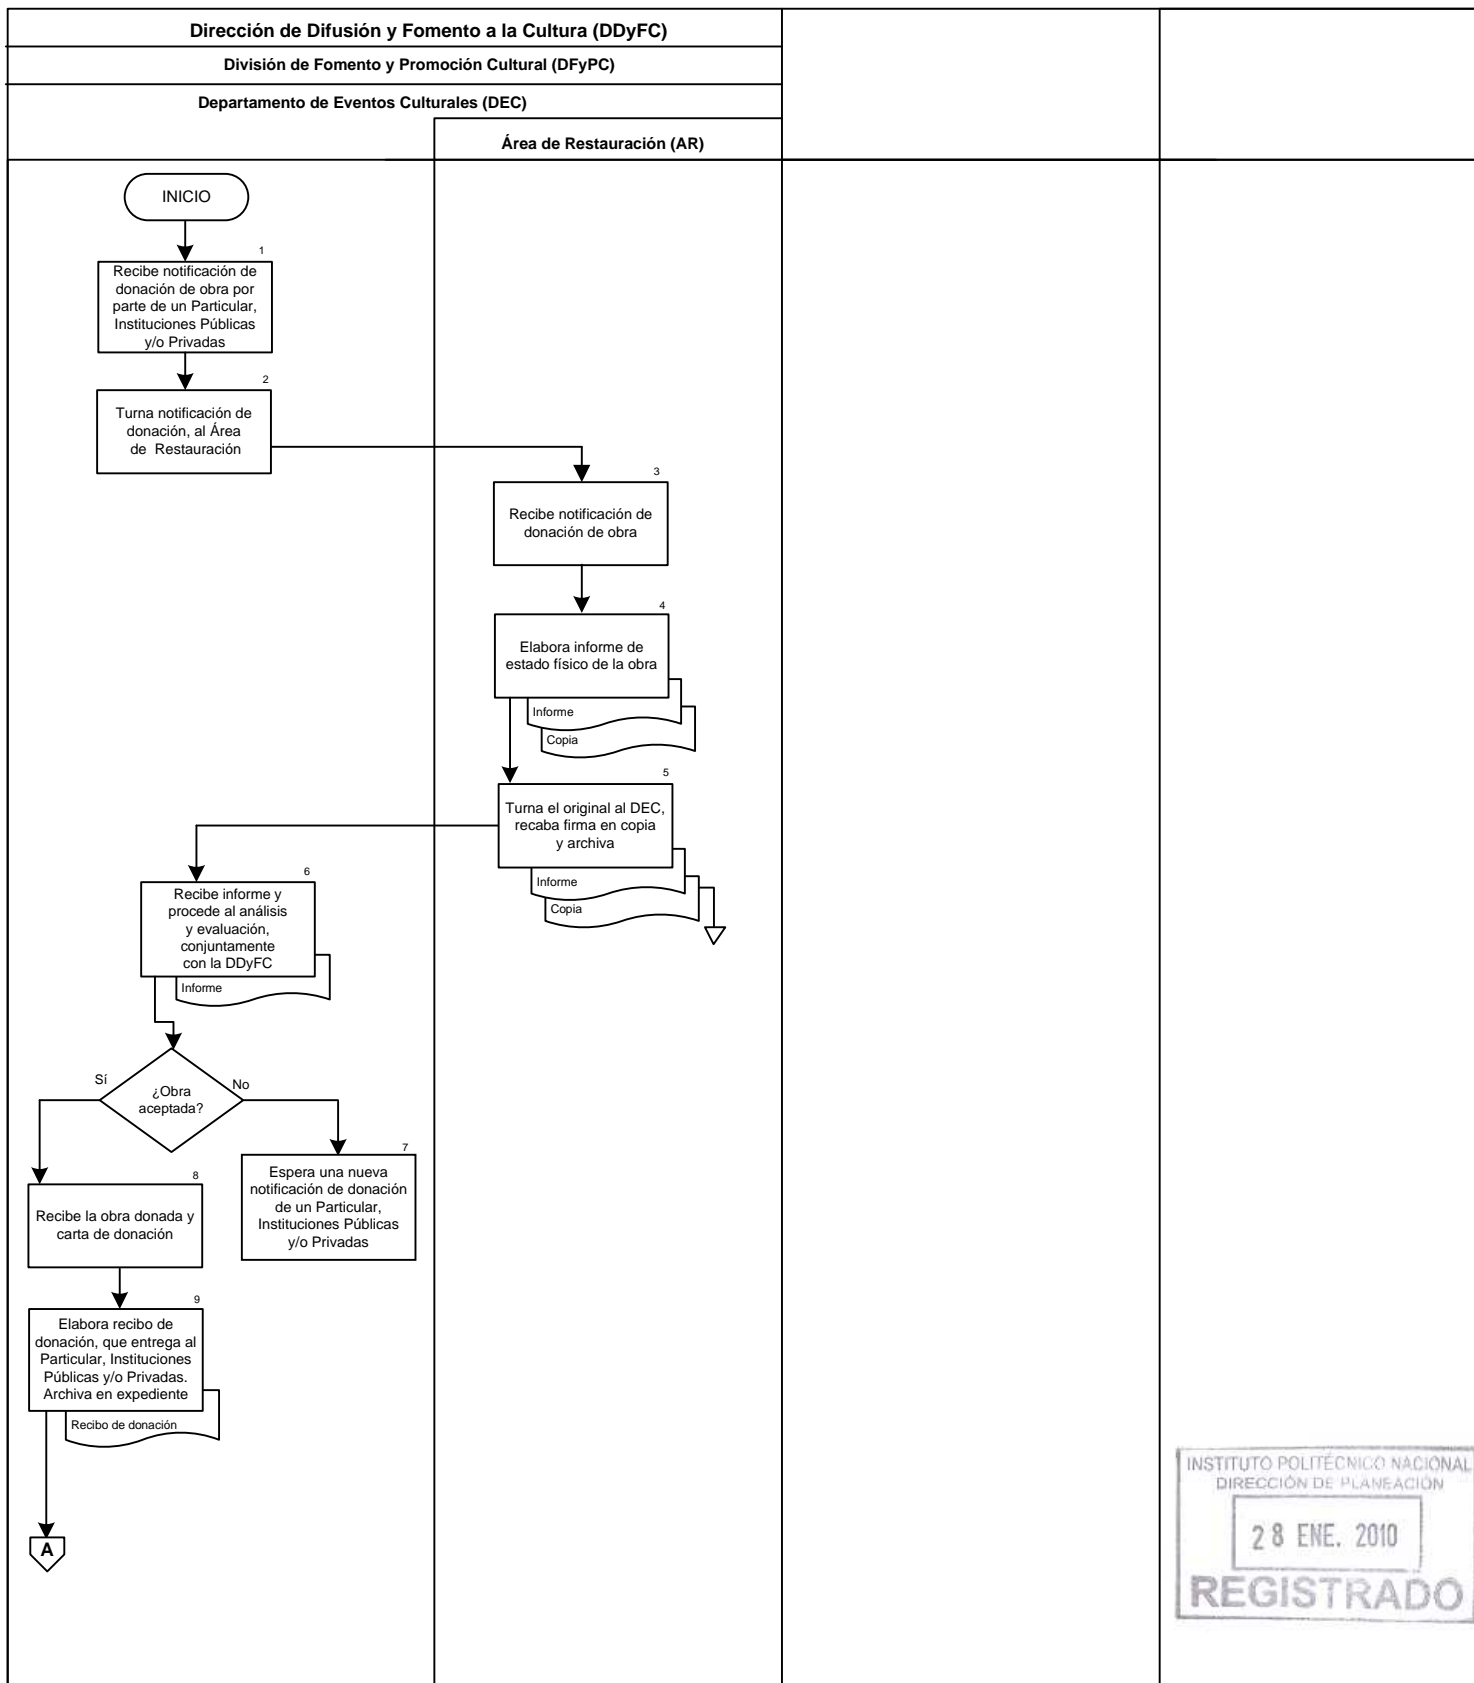 Dirección de Difusión y Fomento a la Cultura (DDyFC)
División de Fomento y Promoción Cultural (DFyPC)
Departamento de Eventos Culturales (DEC)
Área de Restauración (AR)
INICIO
1
Recibe notificación de
donación de obra por
parte de un Particular,
Instituciones Públicas
y/o Privadas
2
Turna notificación de
donación, al Área
de Restauración
3
Recibe notificación de
donación de obra
4
Elabora informe de
estado físico de la obra
Informe
Copia
5
Turna el original al DEC,
recaba firma en copia
y archiva
Informe
Copia
6
Recibe informe y
procede al análisis
y evaluación,
conjuntamente
con la DDyFC
Informe
¿Obra
aceptada?
Sí
No
7
Espera una nueva
notificación de donación
de un Particular,
Instituciones Públicas
y/o Privadas
8
Recibe la obra donada y
carta de donación
9
Elabora recibo de
donación, que entrega al
Particular, Instituciones
Públicas y/o Privadas.
Archiva en expediente
Recibo de donación
A
INSTITUTO POLITÉCNICO NACIONAL
DIRECCIÓN DE PLANEACIÓN
28 ENE. 2010
REGISTRADO